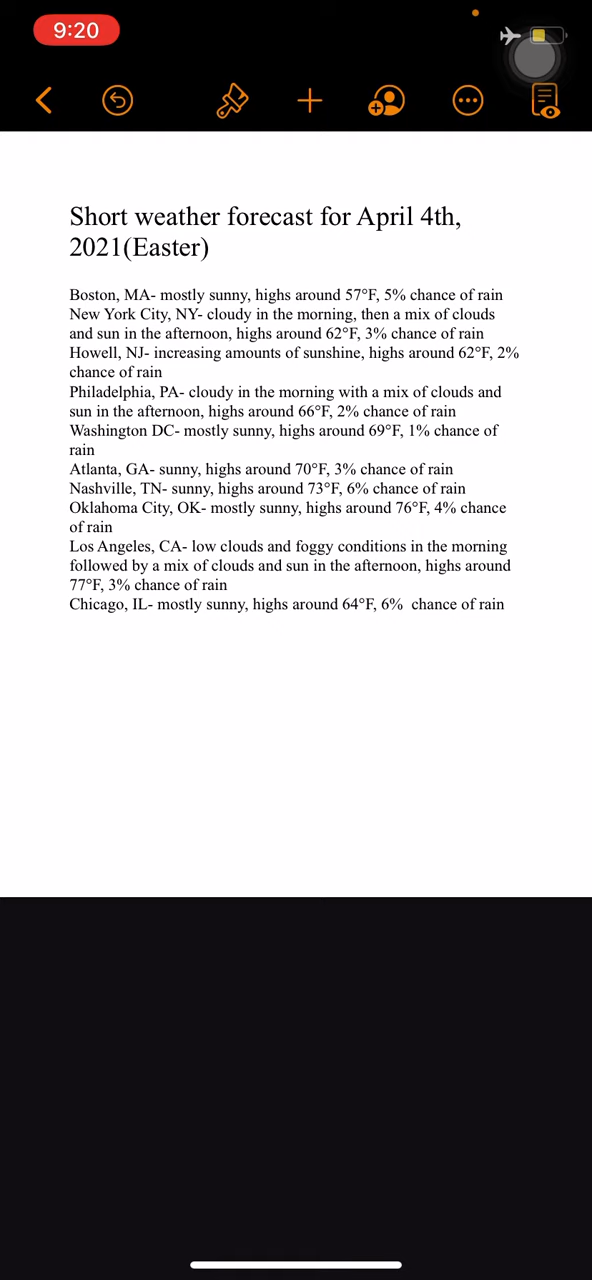 9:20
Short weather forecast for April 4th,
2021(Easter)
Boston, MA- mostly sunny, highs around 57°F, 5% chance of rain
New York City, NY- cloudy in the morning, then a mix of clouds
and sun in the afternoon, highs around 62°F, 3% chance of rain
Howell, NJ- increasing amounts of sunshine, highs around 62°F, 2%
chance of rain
Philadelphia, PA- cloudy in the morning with a mix of clouds and
sun in the afternoon, highs around 66°F, 2% chance of rain
Washington DC- mostly sunny, highs around 69°F, 1% chance of
rain
Atlanta, GA- sunny, highs around 70°F, 3% chance of rain
Nashville, TN- sunny, highs around 73°F, 6% chance of rain
Oklahoma City, OK- mostly sunny, highs around 76°F, 4% chance
of rain
Los Angeles, CA- low clouds and foggy conditions in the morning
followed by a mix of clouds and sun in the afternoon, highs around
77°F, 3% chance of rain
Chicago, IL- mostly sunny, highs around 64°F, 6%  chance of rain